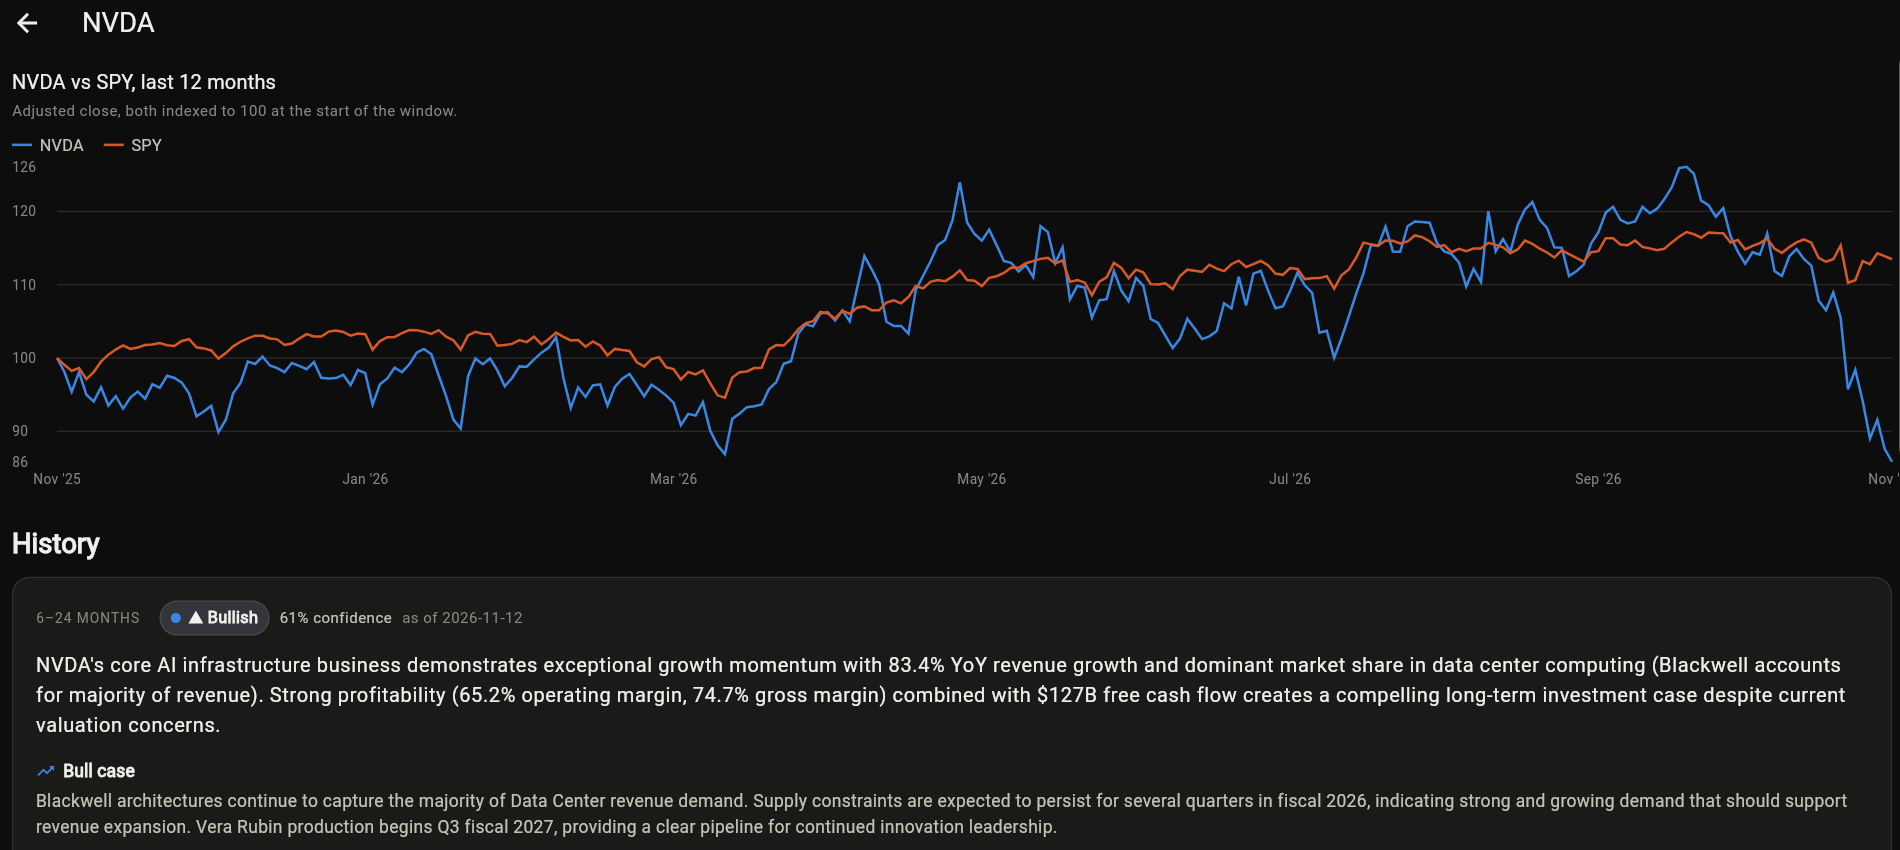 NVDA
NVDA vs SPY, last 12 months
Adjusted close, both indexed to 100 at the start of the window.
NVDA SPY
126
120
110
100
90
86
Nov '25 Jan '26 Mar '26 May '26 Jul '26 Sep '26 Nov '
History
6–24 MONTHS ▲ Bullish 61% confidence as of 2026-11-12
NVDA's core AI infrastructure business demonstrates exceptional growth momentum with 83.4% YoY revenue growth and dominant market share in data center computing (Blackwell accounts
for majority of revenue). Strong profitability (65.2% operating margin, 74.7% gross margin) combined with $127B free cash flow creates a compelling long-term investment case despite current
valuation concerns.
Bull case
Blackwell architectures continue to capture the majority of Data Center revenue demand. Supply constraints are expected to persist for several quarters in fiscal 2026, indicating strong and growing demand that should support
revenue expansion. Vera Rubin production begins Q3 fiscal 2027, providing a clear pipeline for continued innovation leadership.